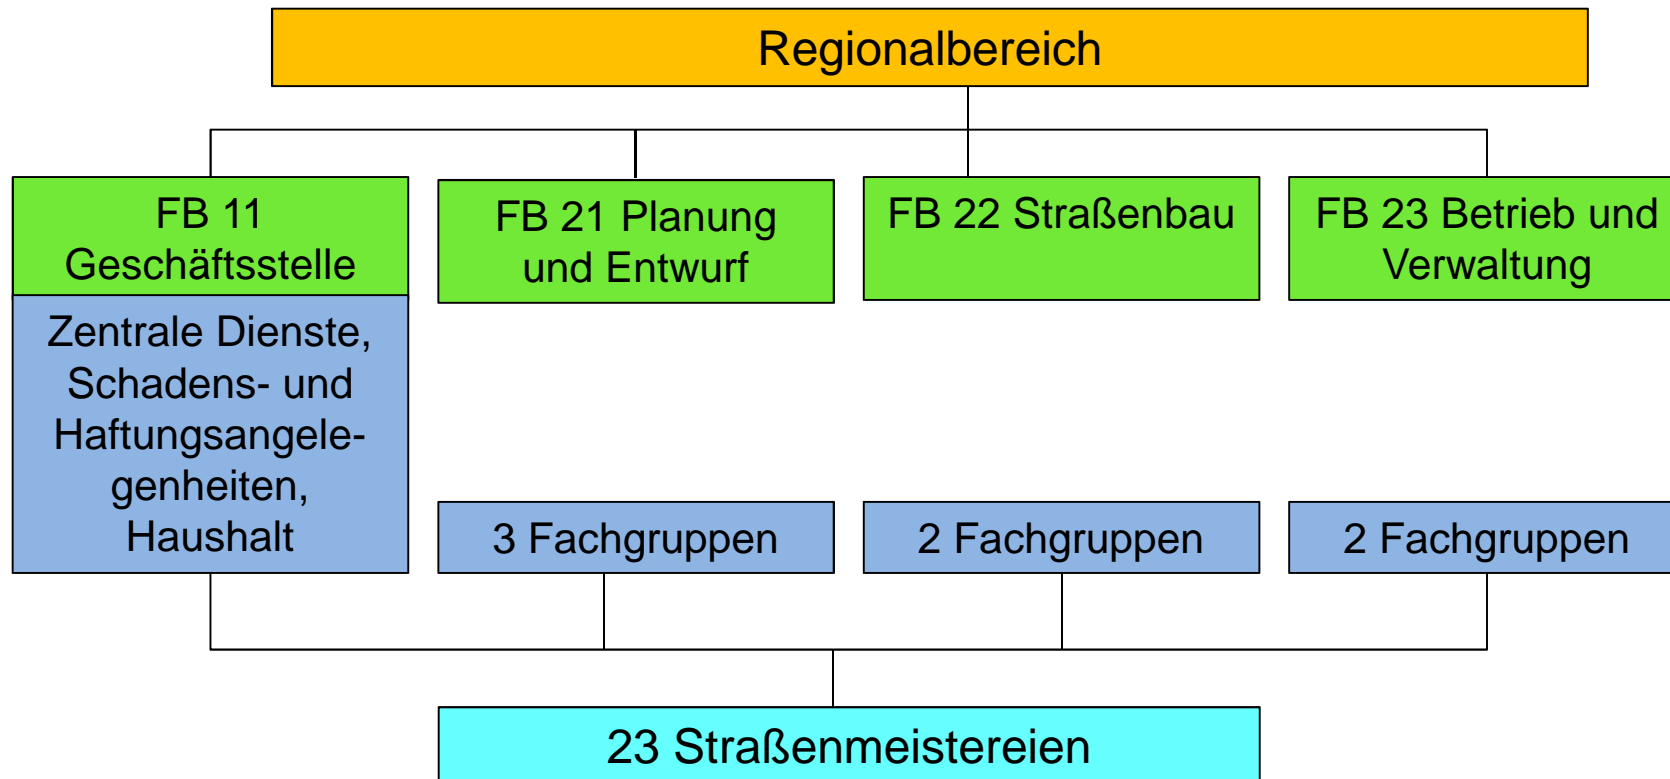 Regionalbereich
FB 11
Geschäftsstelle
FB 21 Planung
und Entwurf
FB 22 Straßenbau
FB 23 Betrieb und
Verwaltung
Zentrale Dienste,
Schadens- und
Haftungsangele-
genheiten,
Haushalt
3 Fachgruppen
2 Fachgruppen
2 Fachgruppen
23 Straßenmeistereien